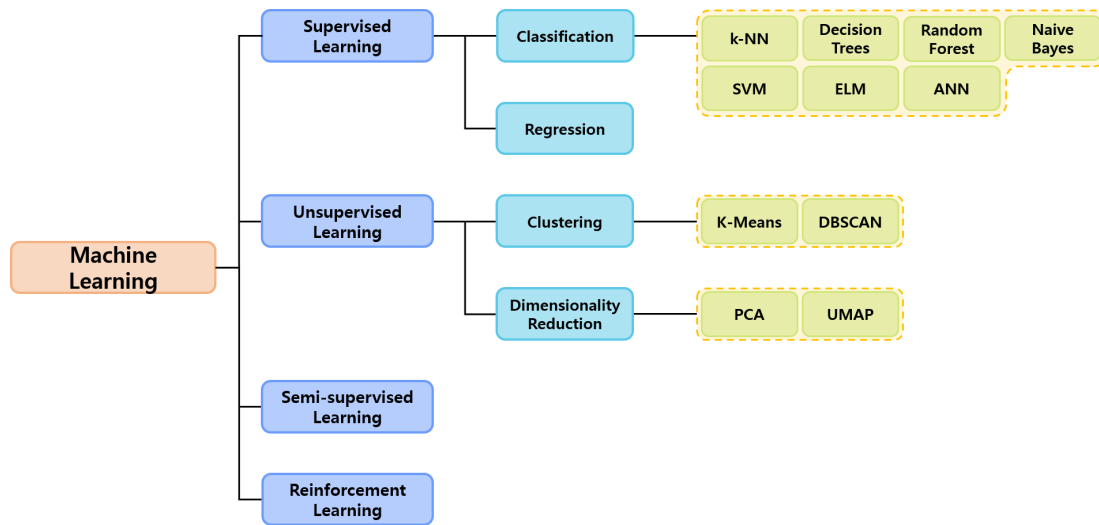 Machine
Learning
Supervised
Learning
Classification
k-NN
Decision
Trees
Random
Forest
Naive
Bayes
SVM
ELM
ANN
Regression
Unsupervised
Learning
Clustering
K-Means
DBSCAN
Dimensionality
Reduction
PCA
UMAP
Semi-supervised
Learning
Reinforcement
Learning